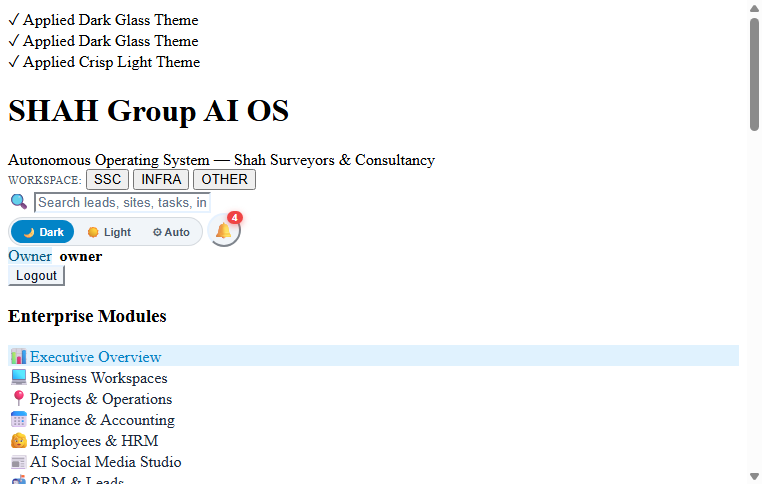 ✓ Applied Dark Glass Theme
✓ Applied Dark Glass Theme
✓ Applied Crisp Light Theme
SHAH Group AI OS
Autonomous Operating System — Shah Surveyors & Consultancy
WORKSPACE: SSC INFRA OTHER
Search leads, sites, tasks, in
Dark Light Auto 4
Owner owner
Logout
Enterprise Modules
Executive Overview
Business Workspaces
Projects & Operations
Finance & Accounting
Employees & HRM
AI Social Media Studio
CRM & Leads